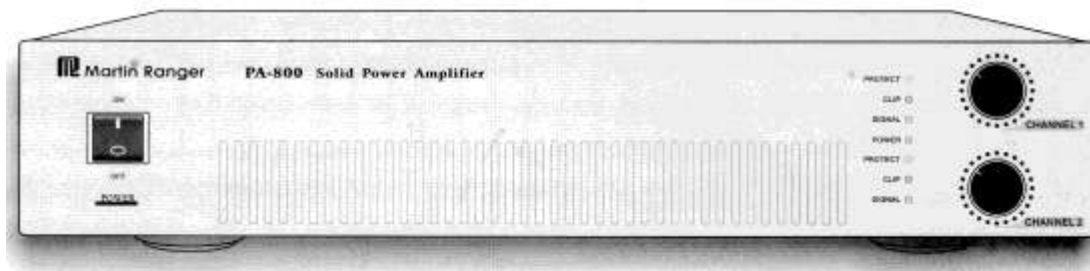 Martin Ranger
PA-800 Solid Power Amplifier
ON
OFF
POWER
PROTECT
CLIP
SIGNAL
POWER
PROTECT
CLIP
SIGNAL
CHANNEL 1
CHANNEL 2